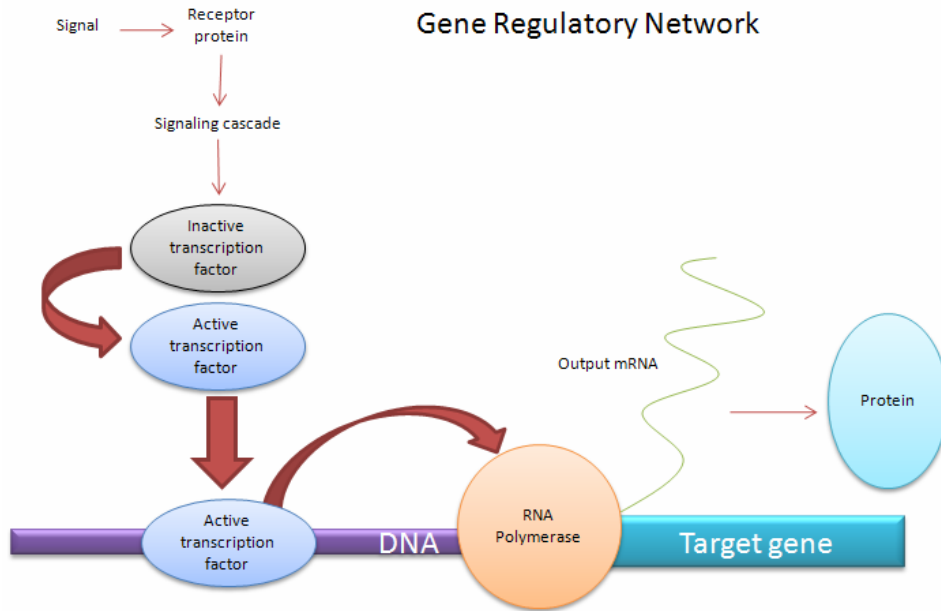 Gene Regulatory Network
Signal
Receptor
protein
Signaling cascade
Inactive
transcription
factor
Active
transcription
factor
Output mRNA
Protein
Active
transcription
factor
DNA
RNA
Polymerase
Target gene